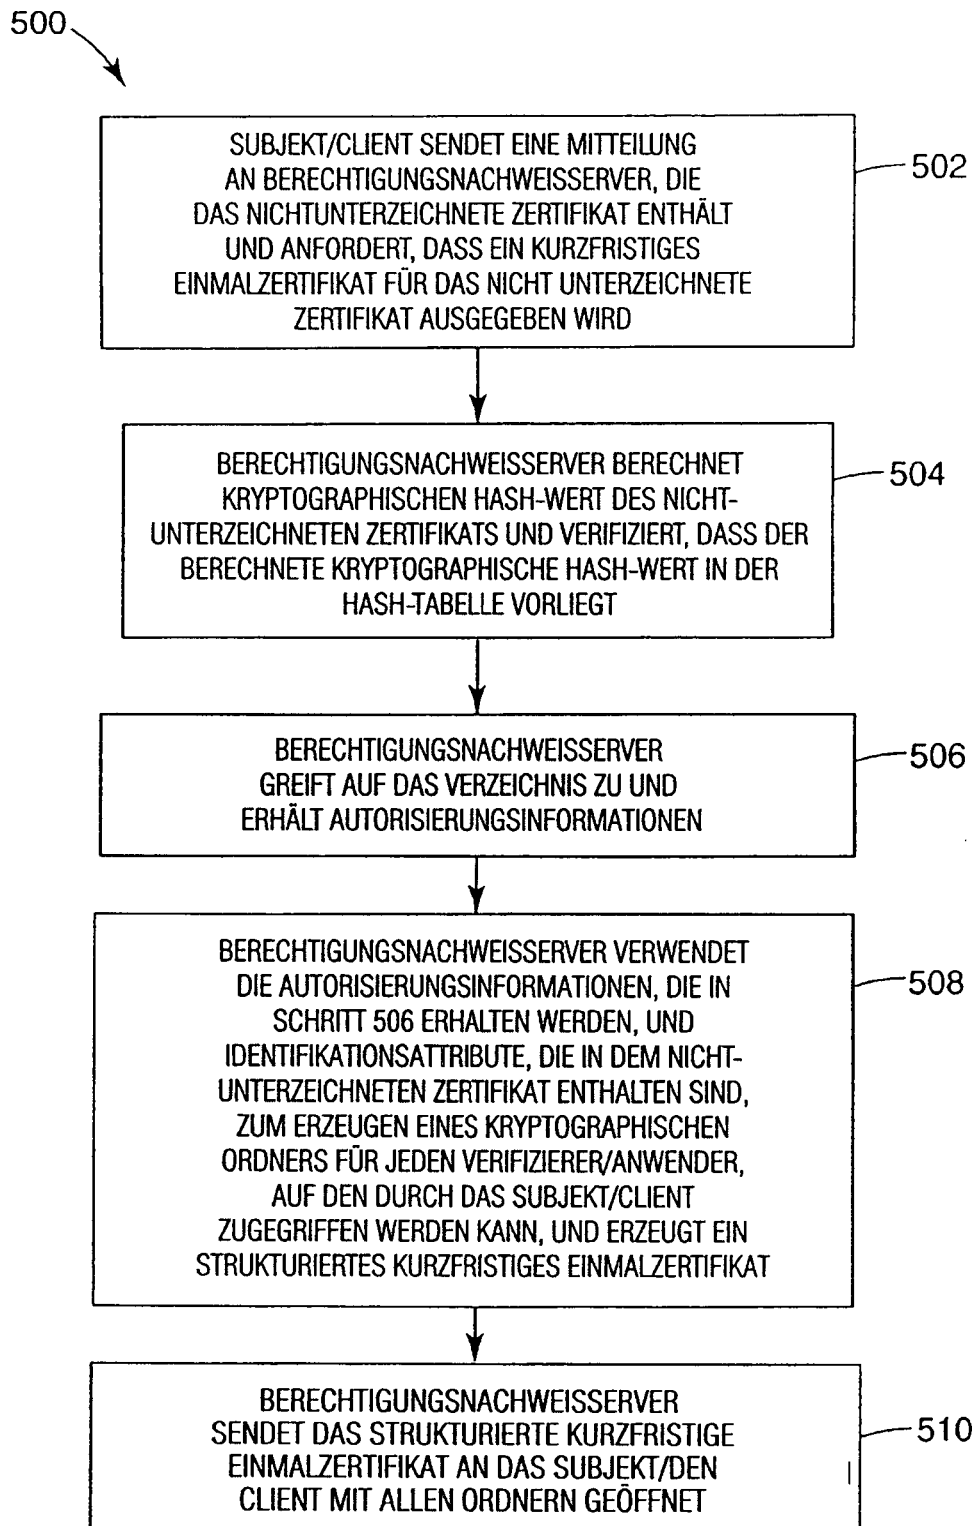 500
SUBJEKT/CLIENT SENDET EINE MITTEILUNG
AN BERECHTIGUNGSNACHWEISSERVER, DIE
DAS NICHTUNTERZEICHNETE ZERTIFIKAT ENTHÄLT
UND ANFORDERT, DASS EIN KURZFRISTIGES
EINMALZERTIFIKAT FÜR DAS NICHT UNTERZEICHNETE
ZERTIFIKAT AUSGEGEBEN WIRD
502
BERECHTIGUNGSNACHWEISSERVER BERECHNET
KRYPTOGRAPHISCHEN HASH-WERT DES NICHT-
UNTERZEICHNETEN ZERTIFIKATS UND VERIFIZIERT, DASS DER
BERECHNETE KRYPTOGRAPHISCHE HASH-WERT IN DER
HASH-TABELLE VORLIEGT
504
BERECHTIGUNGSNACHWEISSERVER
GREIFT AUF DAS VERZEICHNIS ZU UND
ERHÄLT AUTORISIERUNGSINFORMATIONEN
506
BERECHTIGUNGSNACHWEISSERVER VERWENDET
DIE AUTORISIERUNGSINFORMATIONEN, DIE IN
SCHRITT 506 ERHALTEN WERDEN, UND
IDENTIFIKATIONSATTRIBUTE, DIE IN DEM NICHT-
UNTERZEICHNETEN ZERTIFIKAT ENTHALTEN SIND,
ZUM ERZEUGEN EINES KRYPTOGRAPHISCHEN
ORDNERS FÜR JEDEN VERIFIZIERER/ANWENDER,
AUF DEN DURCH DAS SUBJEKT/CLIENT
ZUGEGRIFFEN WERDEN KANN, UND ERZEUGT EIN
STRUKTURIERTES KURZFRISTIGES EINMALZERTIFIKAT
508
BERECHTIGUNGSNACHWEISSERVER
SENDET DAS STRUKTURIERTE KURZFRISTIGE
EINMALZERTIFIKAT AN DAS SUBJEKT/DEN
CLIENT MIT ALLEN ORDNERN GEÖFFNET
510